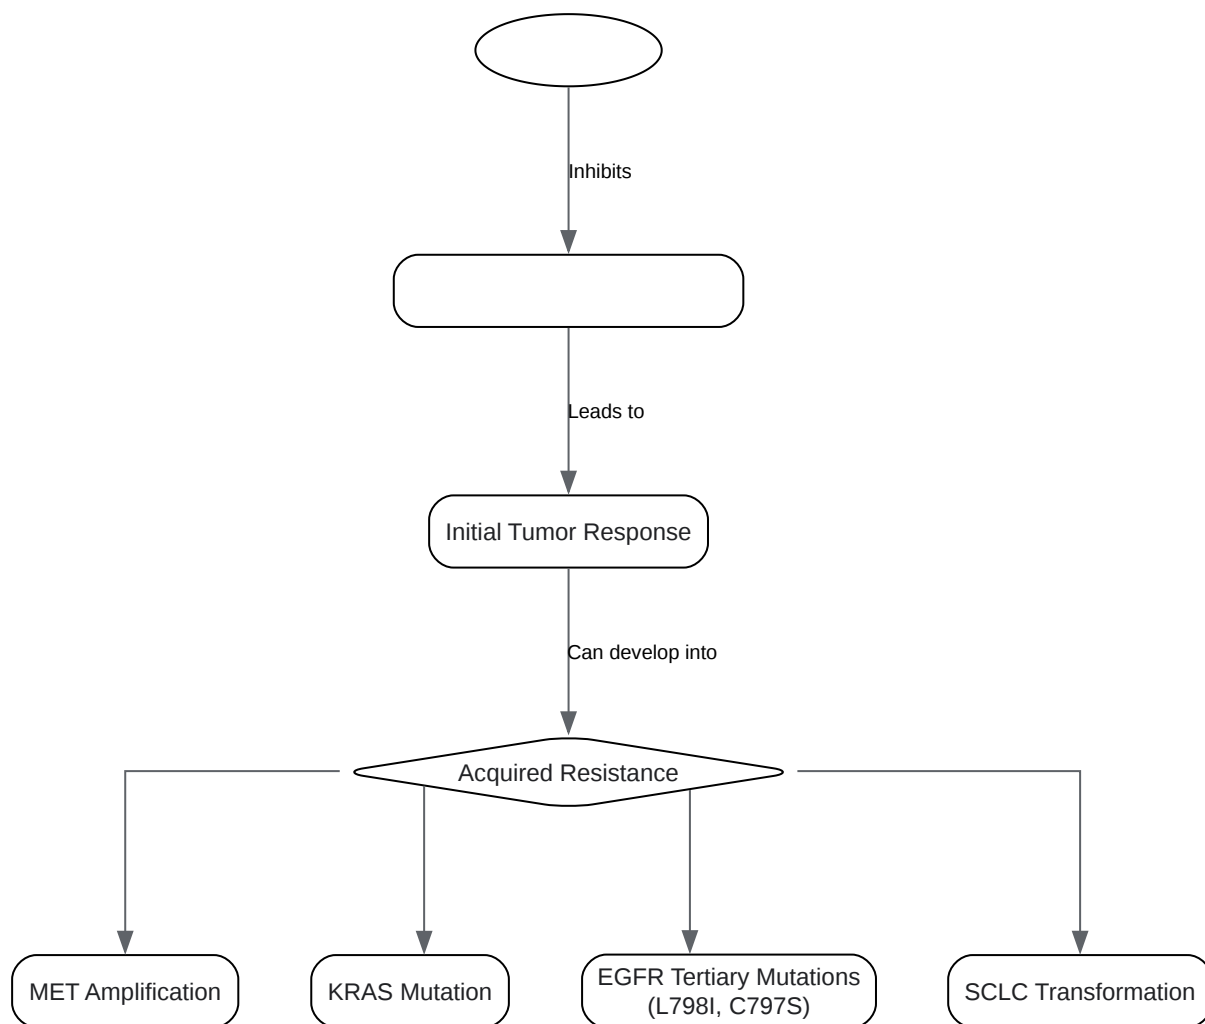 Inhibits
Leads to
Initial Tumor Response
Can develop into
Acquired Resistance
MET Amplification
KRAS Mutation
EGFR Tertiary Mutations
(L798I, C797S)
SCLC Transformation